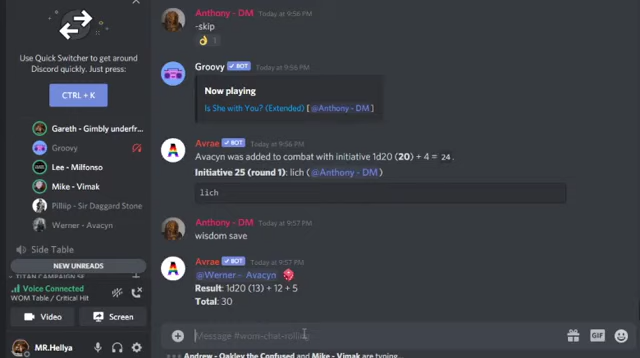 Use Quick Switcher to get around
Discord quickly. Just press:
CTRL + K
Gareth - Gimbly underfr...
Groovy
Lee - Milfonso
Mike - Vimak
Pillip - Sir Daggard Stone
Werner - Avacyn
Side Table
NEW UNREADS
TITAN CAMPAIGN SE
Voice Connected
WOM Table / Critical Hit
Video
Screen
MR.Hellya
Anthony - DM Today at 9:56 PM
-skip
1
Groovy BOT Today at 9:56 PM
Now playing
Is She with You? (Extended) [ @Anthony - DM ]
Avrae BOT Today at 9:56 PM
Avacyn was added to combat with initiative 1d20 (20) + 4 = 24.
Initiative 25 (round 1): lich ( @Anthony - DM )
lich
Anthony - DM Today at 9:57 PM
wisdom save
Avrae BOT Today at 9:57 PM
@Werner - Avacyn
Result: 1d20 (13) + 12 + 5
Total: 30
Message #wom-chat-rolling
GIF
Andrew - Oakley the Confused and Mike - Vimak are typing...